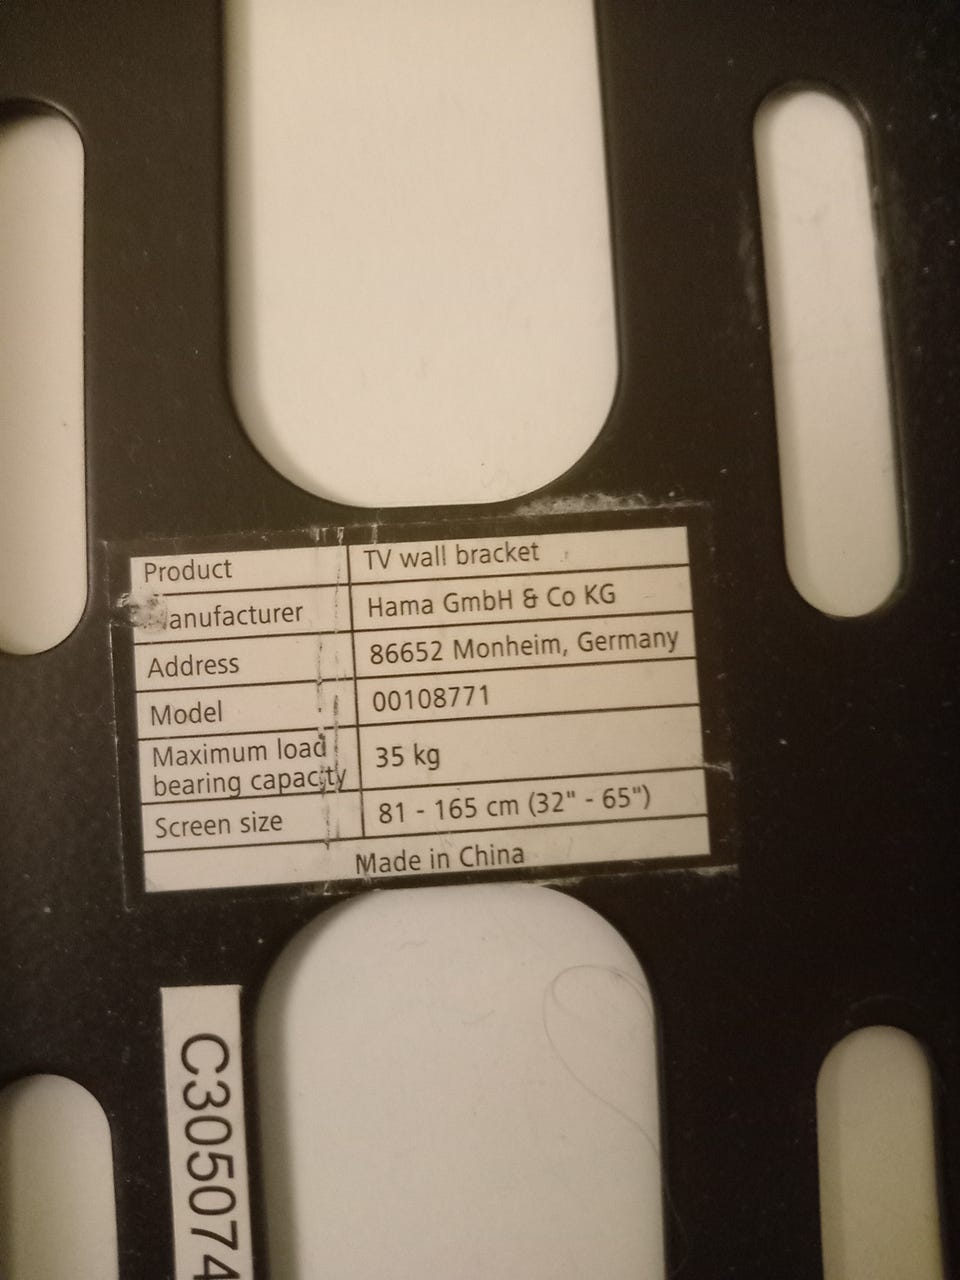 Product TV wall bracket
anufacturer Hama GmbH & Co KG
Address 86652 Monheim, Germany
Model 00108771
Maximum load
bearing capacity 35 kg
Screen size 81 - 165 cm (32" - 65")
Made in China
C305074